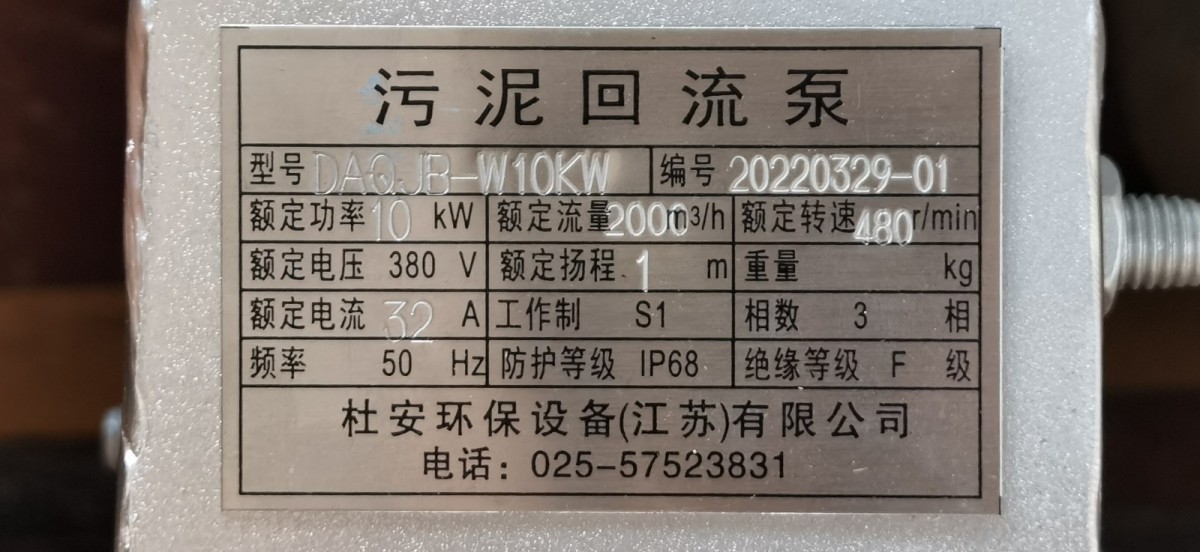 污泥回流泵
型号 DAQJB-W10KW 编号 20220329-01
额定功率 10 kW 额定流量 2000 m³/h 额定转速 480 r/min
额定电压 380 V 额定扬程 1 m 重量 kg
额定电流 32 A 工作制 S1 相数 3 相
频率 50 Hz 防护等级 IP68 绝缘等级 F 级
杜安环保设备(江苏)有限公司
电话：025-57523831